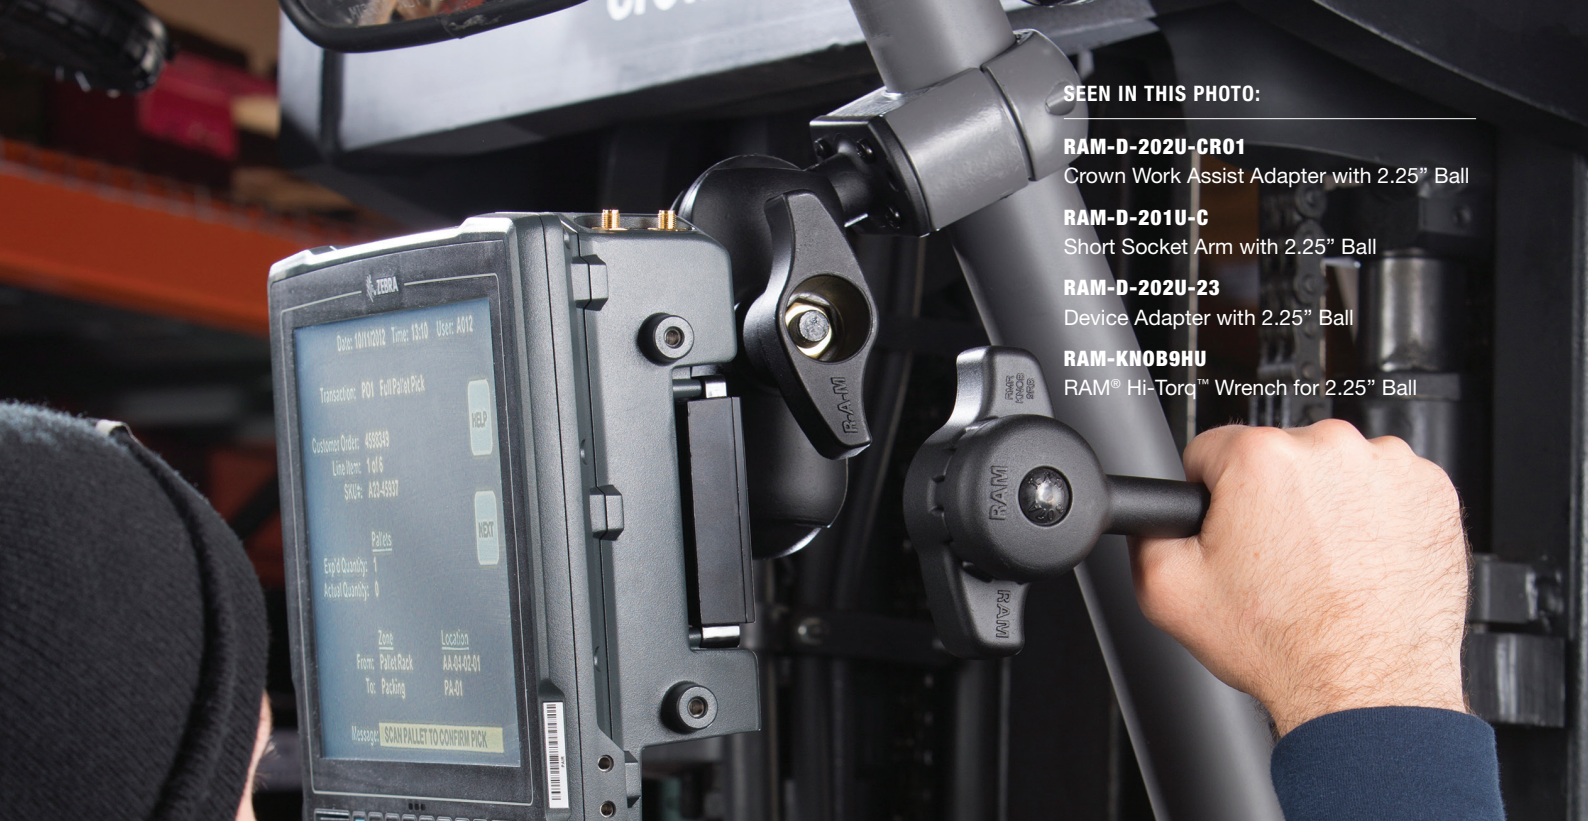 crow
SEEN IN THIS PHOTO:
RAM-D-202U-CRO1
Crown Work Assist Adapter with 2.25” Ball
RAM-D-201U-C
Short Socket Arm with 2.25” Ball
RAM-D-202U-23
Device Adapter with 2.25” Ball
RAM-KNOB9HU
RAM® Hi-Torq™ Wrench for 2.25” Ball
ZEBRA
Date: 10/11/2012 Time: 13:10 User: A012
Transaction: P01 Full Pallet Pick
HELP
Customer Order: 4598349
Line Item: 1 of 6
SKU#: A23-45937
NEXT
Pallets
Exp'd Quantity: 1
Actual Quantity: 0
Zone Location
From: Pallet Rack AA-04-02-01
To: Packing PA-01
Message: SCAN PALLET TO CONFIRM PICK
R-A-M
RAM
RAM